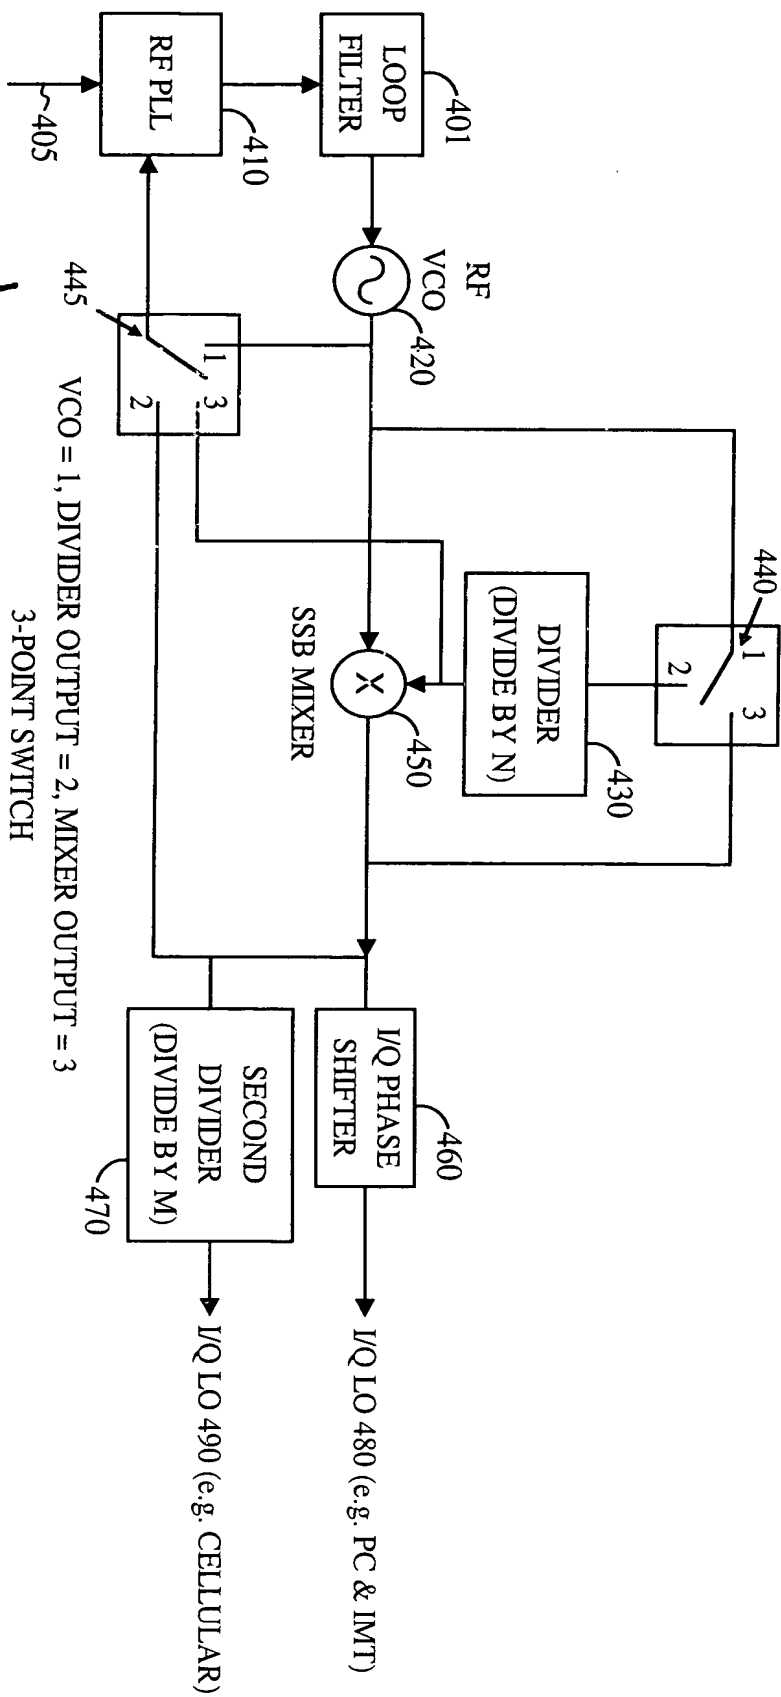 440
1
2
3
DIVIDER
(DIVIDE BY N)
430
LOOP
FILTER
401
RF
VCO
420
SSB MIXER
X
450
I/Q PHASE
SHIFTER
460
I/Q LO 480 (e.g. PC & IMT)
RF PLL
410
405
445
1
3
2
SECOND
DIVIDER
(DIVIDE BY M)
470
I/Q LO 490 (e.g. CELLULAR)
VCO = 1, DIVIDER OUTPUT = 2, MIXER OUTPUT = 3
3-POINT SWITCH